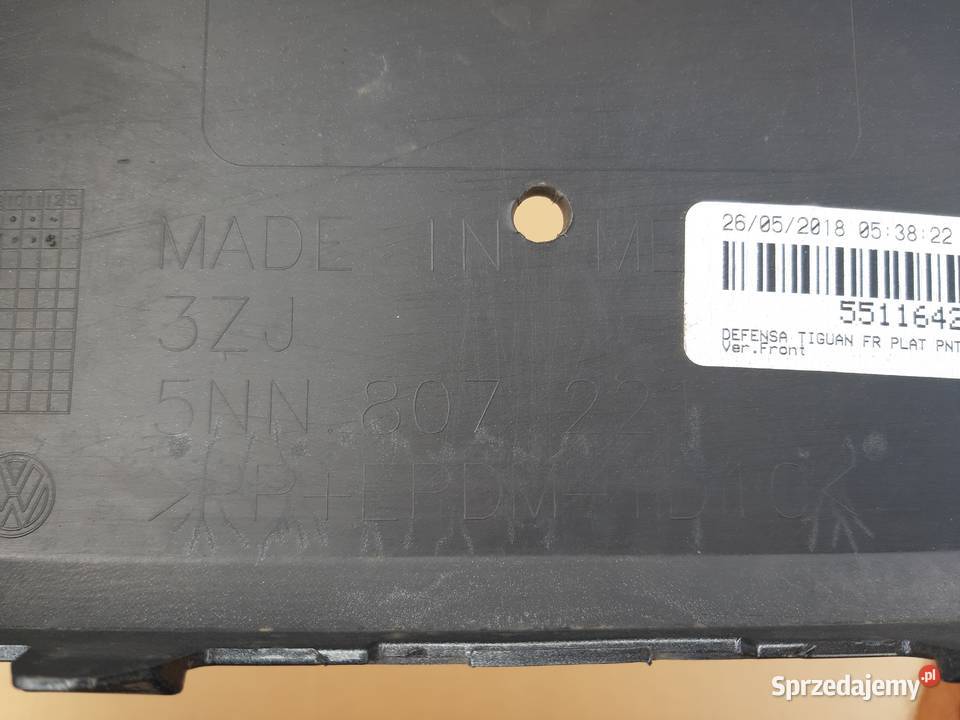 MADE IN ME
3ZJ
5NN. 807 221
26/05/2018 05:38:22
5511642
DEFENSA TIGUAN FR PLAT PNT
Ver.Front
Sprzedajemy.pl